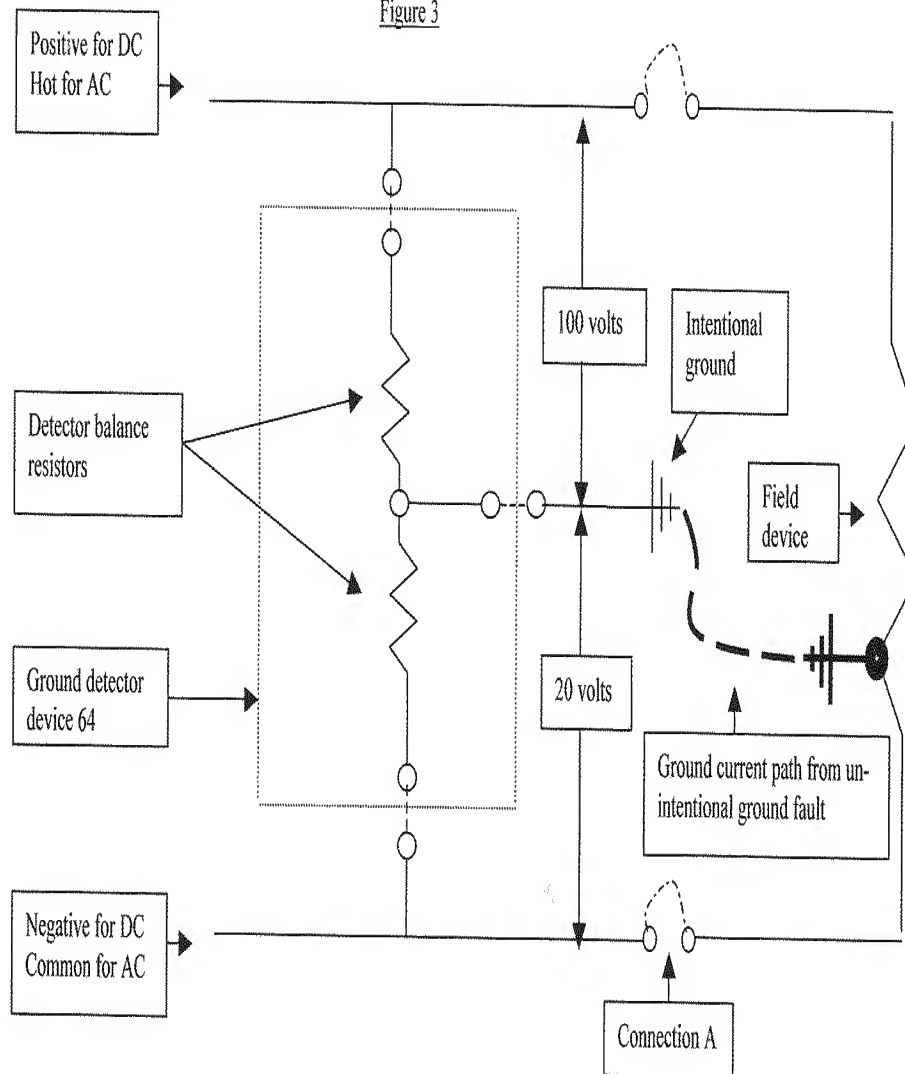 Figure 3
Positive for DC
Hot for AC
100 volts
Intentional
ground
Detector balance
resistors
Field
device
Ground detector
device 64
20 volts
Ground current path from un-
intentional ground fault
Negative for DC
Common for AC
Connection A